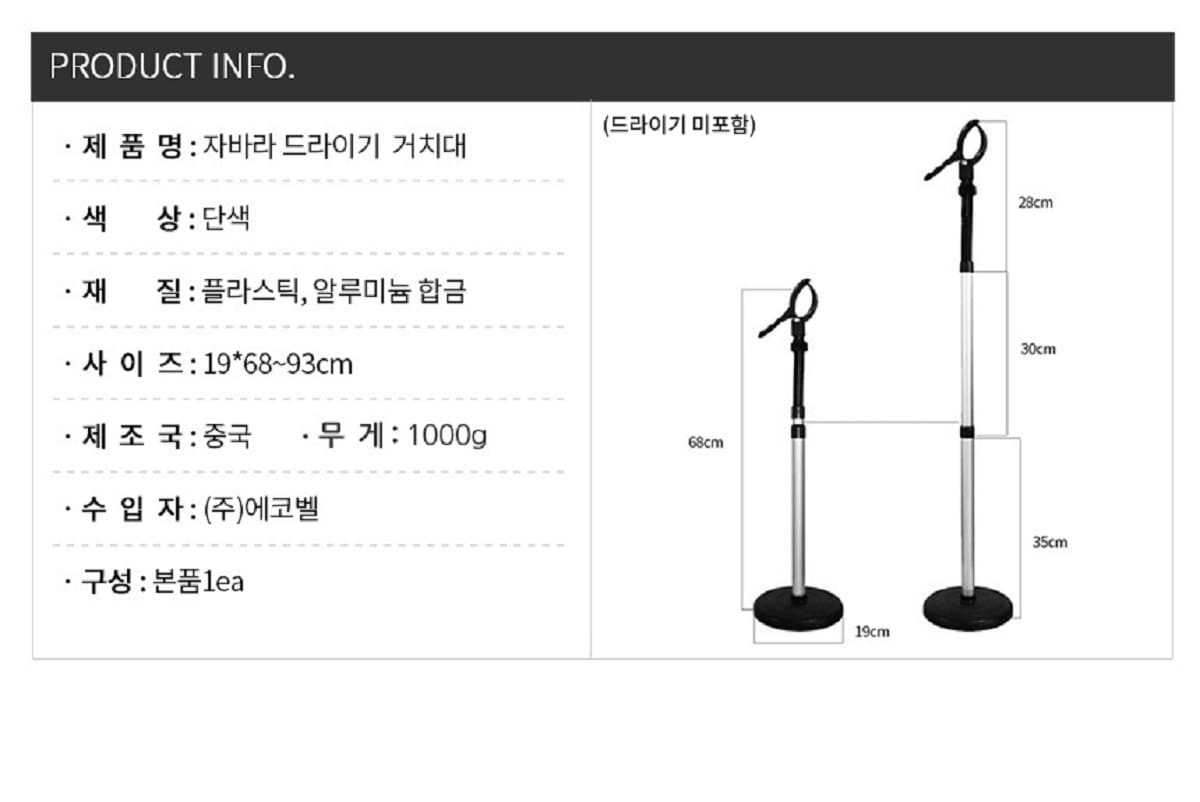 PRODUCT INFO.
· 제 품 명 : 자바라 드라이기 거치대
· 색 상 : 단색
· 재 질 : 플라스틱, 알루미늄 합금
· 사 이 즈 : 19*68~93cm
· 제 조 국 : 중국 · 무 게 : 1000g
· 수 입 자 : (주)에코벨
· 구성 : 본품1ea
(드라이기 미포함)
28cm
30cm
68cm
35cm
19cm